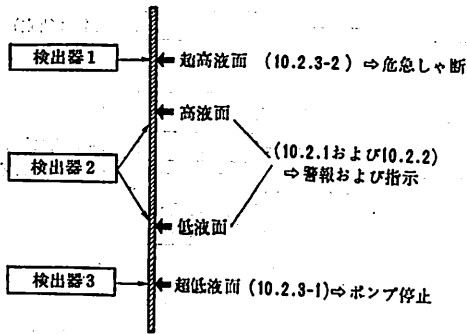 検出器1
超高液面 (10.2.3-2) ⇨危急しゃ断
高液面
検出器2
(10.2.1および10.2.2)
⇨警報および指示
低液面
検出器3
超低液面 (10.2.3-1)⇨ポンプ停止